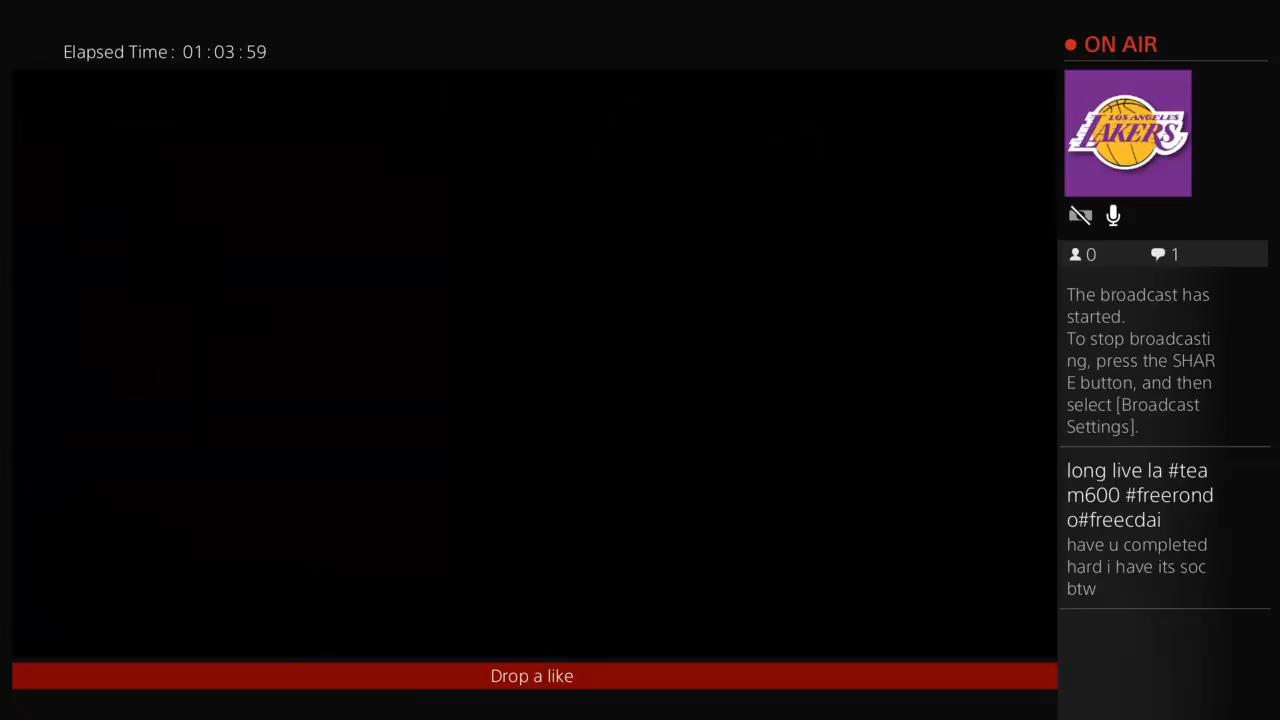 Elapsed Time: 01:03:59
ON AIR
LOS ANGELES
LAKERS
0 1
The broadcast has
started.
To stop broadcasti
ng, press the SHAR
E button, and then
select [Broadcast
Settings].
long live la #tea
m600 #freerond
o#freecdai
have u completed
hard i have its soc
btw
Drop a like